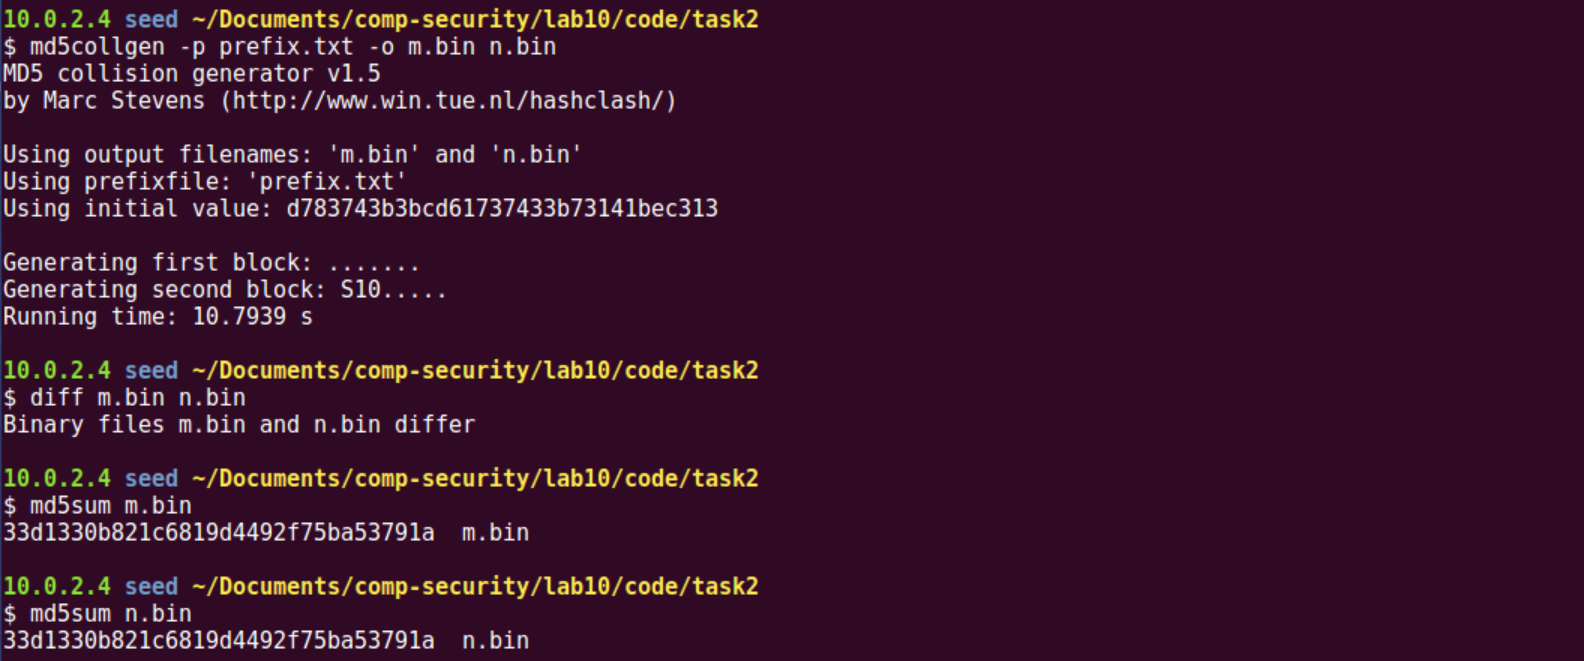 10.0.2.4 seed ~/Documents/comp-security/lab10/code/task2
$ md5collgen -p prefix.txt -o m.bin n.bin
MD5 collision generator v1.5
by Marc Stevens (http://www.win.tue.nl/hashclash/)
Using output filenames: 'm.bin' and 'n.bin'
Using prefixfile: 'prefix.txt'
Using initial value: d783743b3bcd61737433b73141bec313
Generating first block: .......
Generating second block: S10.....
Running time: 10.7939 s
10.0.2.4 seed ~/Documents/comp-security/lab10/code/task2
$ diff m.bin n.bin
Binary files m.bin and n.bin differ
10.0.2.4 seed ~/Documents/comp-security/lab10/code/task2
$ md5sum m.bin
33d1330b821c6819d4492f75ba53791a  m.bin
10.0.2.4 seed ~/Documents/comp-security/lab10/code/task2
$ md5sum n.bin
33d1330b821c6819d4492f75ba53791a  n.bin